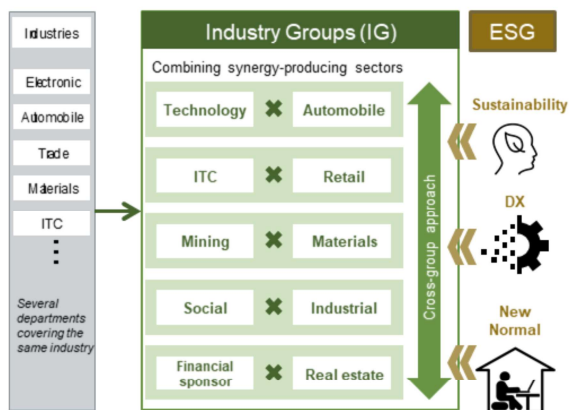 Industries
Electronic
Automobile
Trade
Materials
ITC
Several
departments
covering the
same industry
Industry Groups (IG)
Combining synergy-producing sectors
Technology ✖ Automobile
ITC ✖ Retail
Mining ✖ Materials
Social ✖ Industrial
Financial
sponsor ✖ Real estate
Cross-group approach
ESG
Sustainability
DX
New
Normal